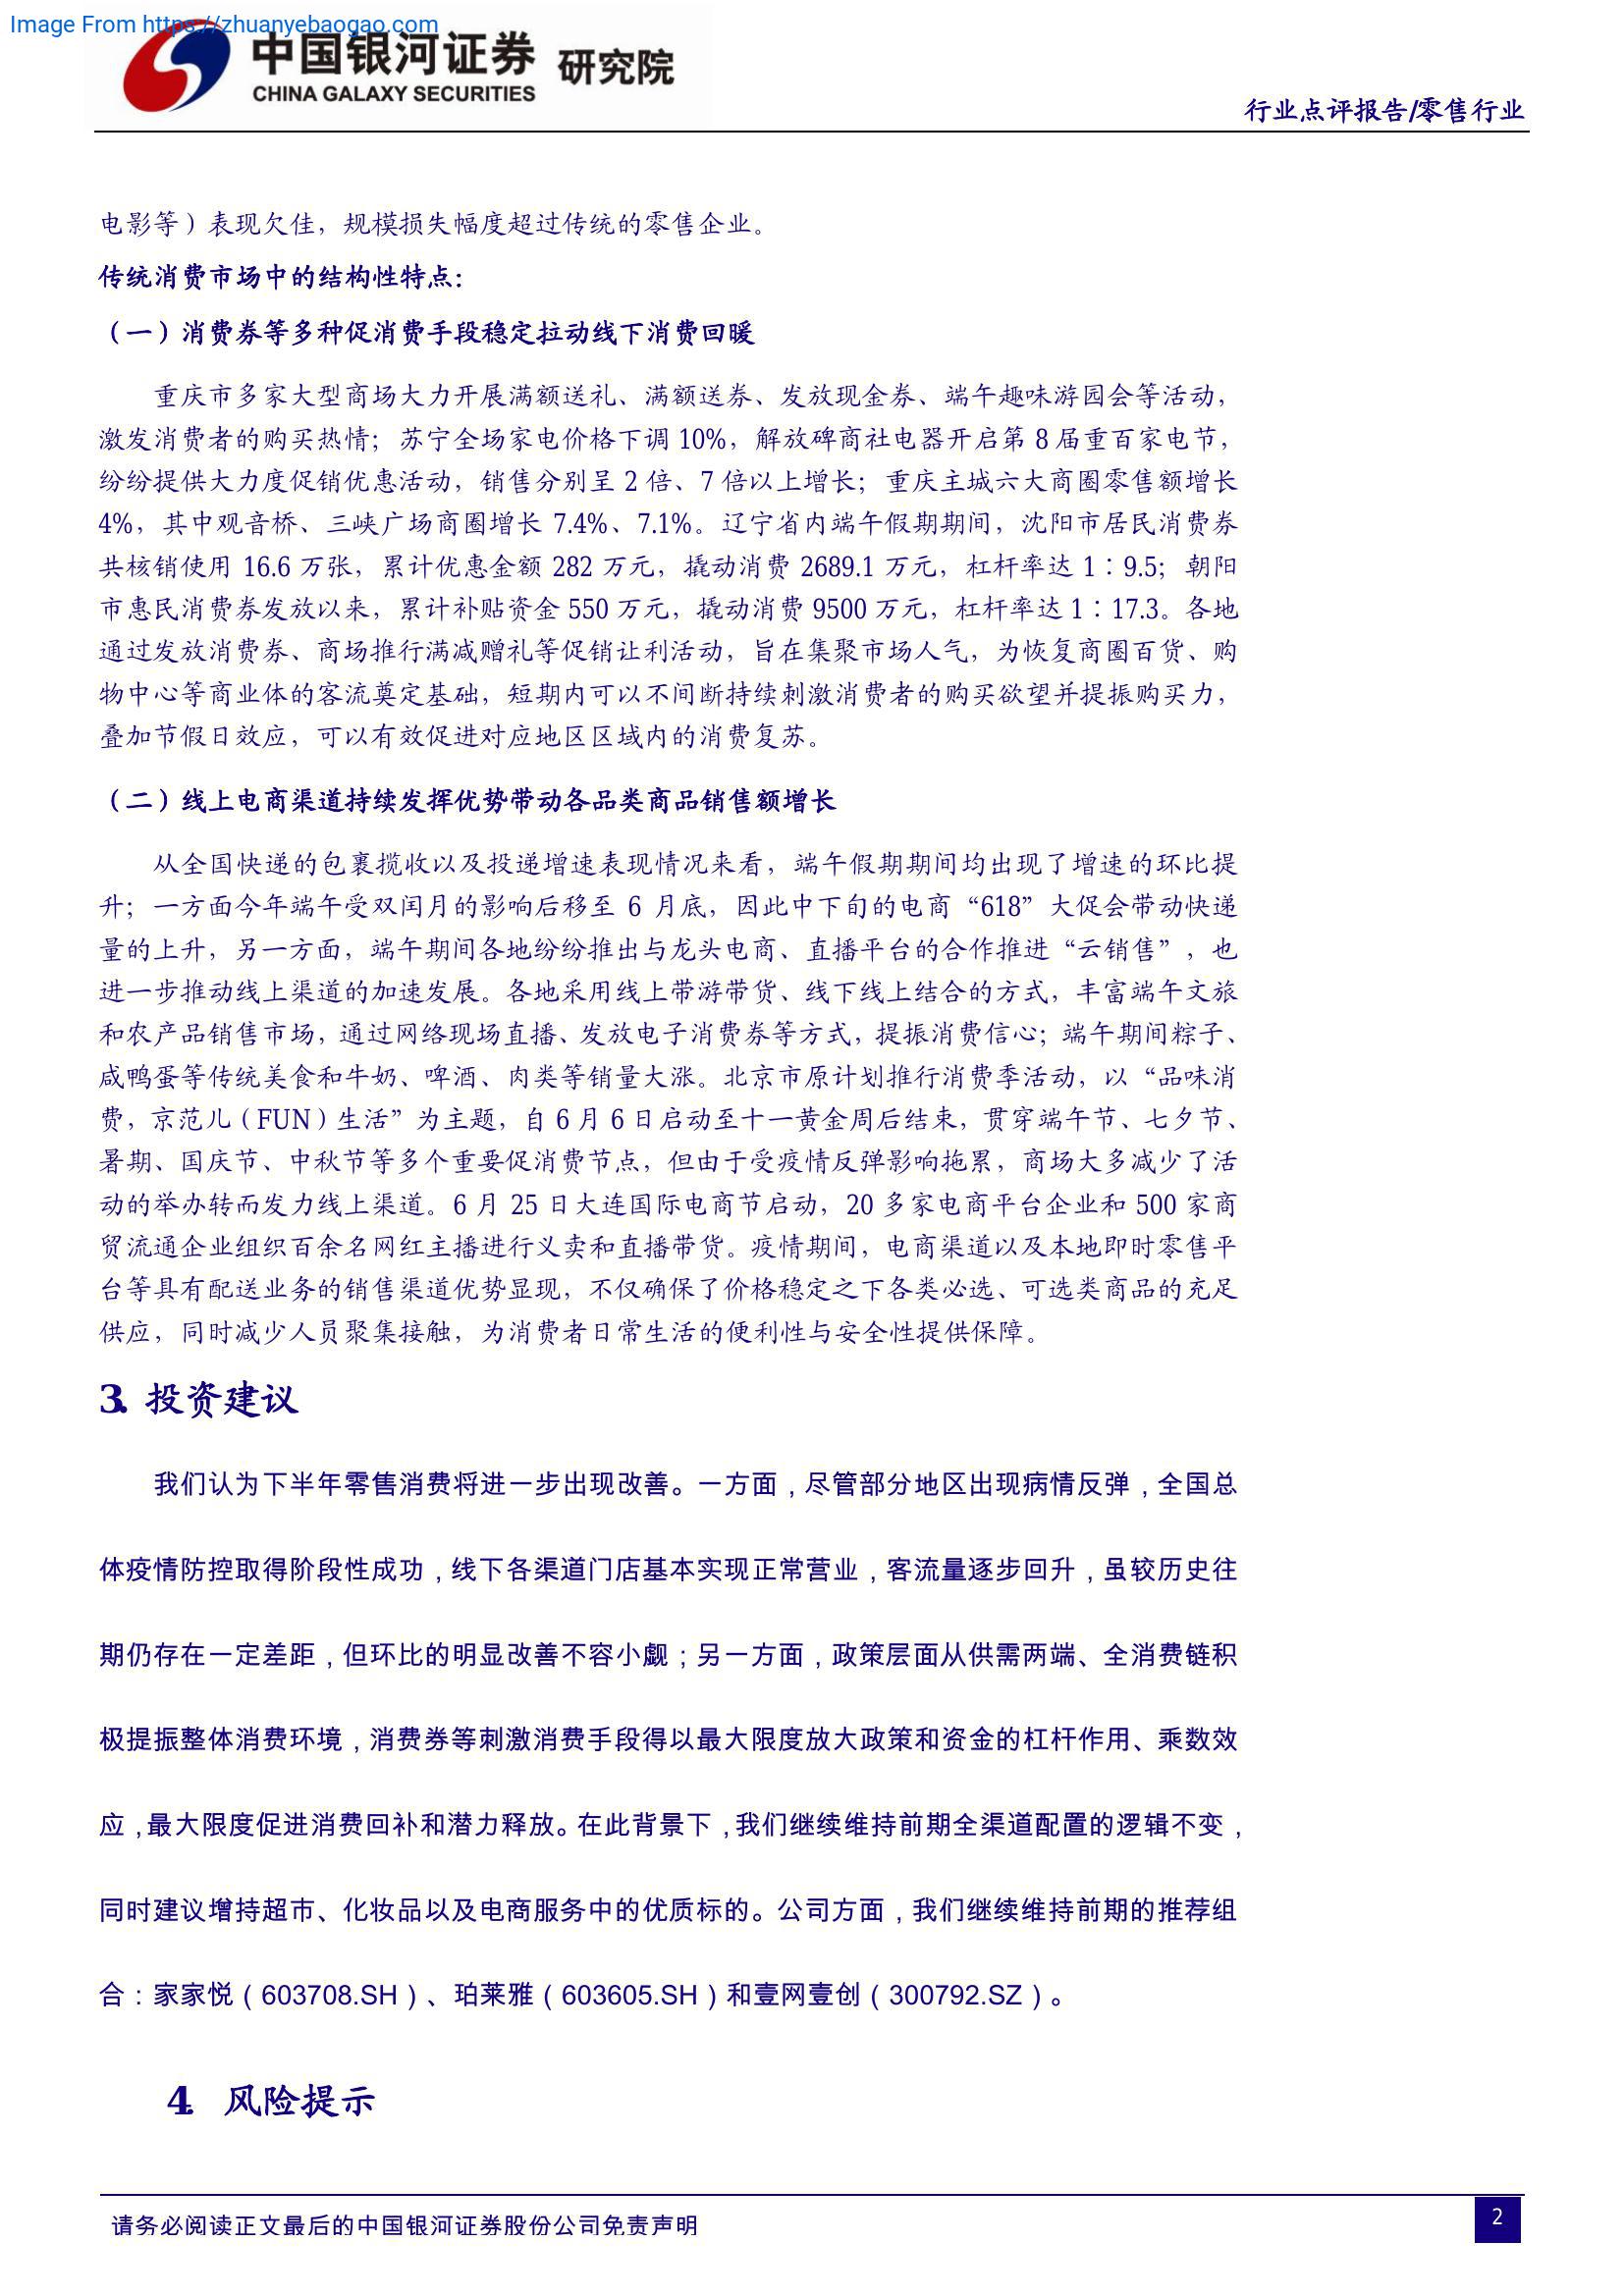 Image From https://zhuanyebaogao.com
中国银河证券 研究院
CHINA GALAXY SECURITIES
行业点评报告/零售行业
电影等）表现欠佳，规模损失幅度超过传统的零售企业。
传统消费市场中的结构性特点：
（一）消费券等多种促消费手段稳定拉动线下消费回暖
重庆市多家大型商场大力开展满额送礼、满额送券、发放现金券、端午趣味游园会等活动，
激发消费者的购买热情；苏宁全场家电价格下调 10%，解放碑商社电器开启第 8 届重百家电节，
纷纷提供大力度促销优惠活动，销售分别呈 2 倍、7 倍以上增长；重庆主城六大商圈零售额增长
4%，其中观音桥、三峡广场商圈增长 7.4%、7.1%。辽宁省内端午假期期间，沈阳市居民消费券
共核销使用 16.6 万张，累计优惠金额 282 万元，撬动消费 2689.1 万元，杠杆率达 1∶9.5；朝阳
市惠民消费券发放以来，累计补贴资金 550 万元，撬动消费 9500 万元，杠杆率达 1∶17.3。各地
通过发放消费券、商场推行满减赠礼等促销让利活动，旨在集聚市场人气，为恢复商圈百货、购
物中心等商业体的客流奠定基础，短期内可以不间断持续刺激消费者的购买欲望并提振购买力，
叠加节假日效应，可以有效促进对应地区区域内的消费复苏。
（二）线上电商渠道持续发挥优势带动各品类商品销售额增长
从全国快递的包裹揽收以及投递增速表现情况来看，端午假期期间均出现了增速的环比提
升；一方面今年端午受双闰月的影响后移至 6 月底，因此中下旬的电商“618”大促会带动快递
量的上升，另一方面，端午期间各地纷纷推出与龙头电商、直播平台的合作推进“云销售”，也
进一步推动线上渠道的加速发展。各地采用线上带游带货、线下线上结合的方式，丰富端午文旅
和农产品销售市场，通过网络现场直播、发放电子消费券等方式，提振消费信心；端午期间粽子、
咸鸭蛋等传统美食和牛奶、啤酒、肉类等销量大涨。北京市原计划推行消费季活动，以“品味消
费，京范儿（FUN）生活”为主题，自 6 月 6 日启动至十一黄金周后结束，贯穿端午节、七夕节、
暑期、国庆节、中秋节等多个重要促消费节点，但由于受疫情反弹影响拖累，商场大多减少了活
动的举办转而发力线上渠道。6 月 25 日大连国际电商节启动，20 多家电商平台企业和 500 家商
贸流通企业组织百余名网红主播进行义卖和直播带货。疫情期间，电商渠道以及本地即时零售平
台等具有配送业务的销售渠道优势显现，不仅确保了价格稳定之下各类必选、可选类商品的充足
供应，同时减少人员聚集接触，为消费者日常生活的便利性与安全性提供保障。
3. 投资建议
我们认为下半年零售消费将进一步出现改善。一方面，尽管部分地区出现病情反弹，全国总
体疫情防控取得阶段性成功，线下各渠道门店基本实现正常营业，客流量逐步回升，虽较历史往
期仍存在一定差距，但环比的明显改善不容小觑；另一方面，政策层面从供需两端、全消费链积
极提振整体消费环境，消费券等刺激消费手段得以最大限度放大政策和资金的杠杆作用、乘数效
应，最大限度促进消费回补和潜力释放。在此背景下，我们继续维持前期全渠道配置的逻辑不变，
同时建议增持超市、化妆品以及电商服务中的优质标的。公司方面，我们继续维持前期的推荐组
合：家家悦（603708.SH）、珀莱雅（603605.SH）和壹网壹创（300792.SZ）。
4. 风险提示
请务必阅读正文最后的中国银河证券股份公司免责声明
2